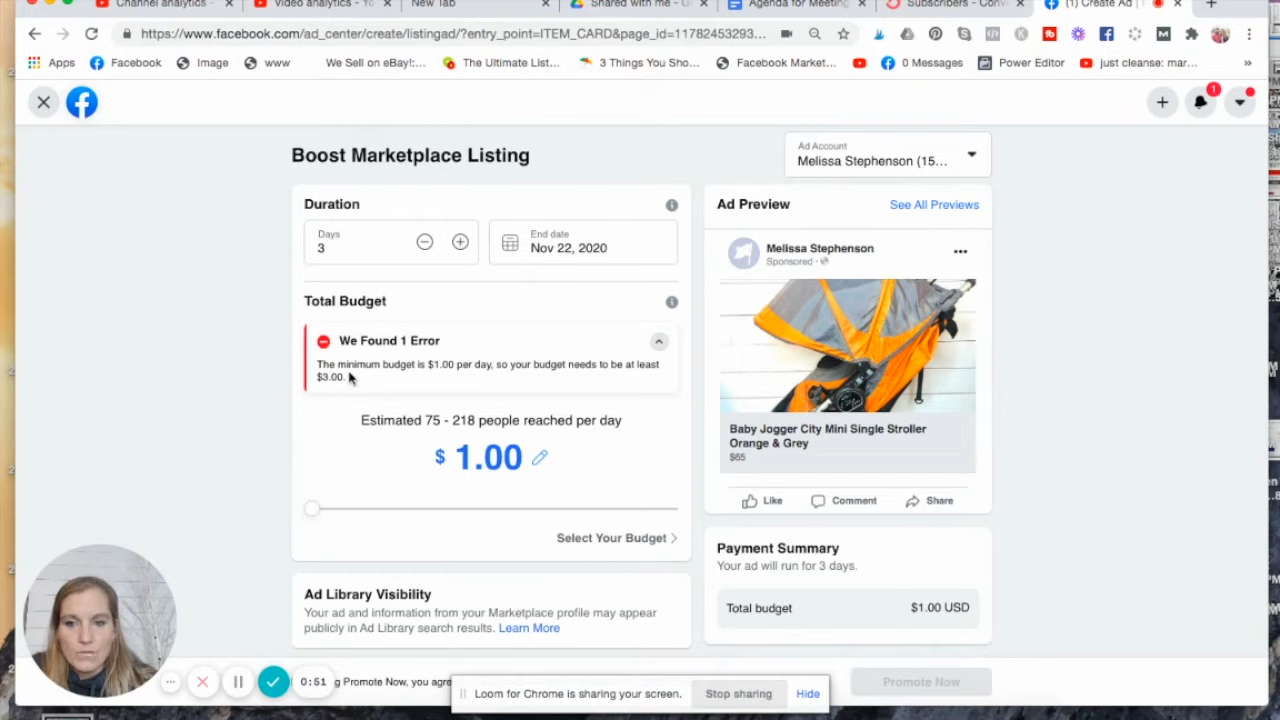 Channel analytics -
Video analytics - Yo
New Tab
Shared with me - G
Agenda for Meeting
Subscribers - Conv
(1) Create Ad |
https://www.facebook.com/ad_center/create/listingad/?entry_point=ITEM_CARD&page_id=11782453293...
Apps
Facebook
Image
www
We Sell on eBay!:...
The Ultimate List...
3 Things You Sho...
Facebook Market...
0 Messages
Power Editor
just cleanse: mar...
»
1
Boost Marketplace Listing
Ad Account
Melissa Stephenson (15...
Duration
Days
3
End date
Nov 22, 2020
Total Budget
We Found 1 Error
The minimum budget is $1.00 per day, so your budget needs to be at least
$3.00.
Estimated 75 - 218 people reached per day
$ 1.00
Select Your Budget
Ad Library Visibility
Your ad and information from your Marketplace profile may appear
publicly in Ad Library search results. Learn More
Ad Preview
See All Previews
Melissa Stephenson
Sponsored ·
Baby Jogger City Mini Single Stroller
Orange & Grey
$65
Like
Comment
Share
Payment Summary
Your ad will run for 3 days.
Total budget
$1.00 USD
0:51
g Promote Now, you agre
Loom for Chrome is sharing your screen.
Stop sharing
Hide
Promote Now